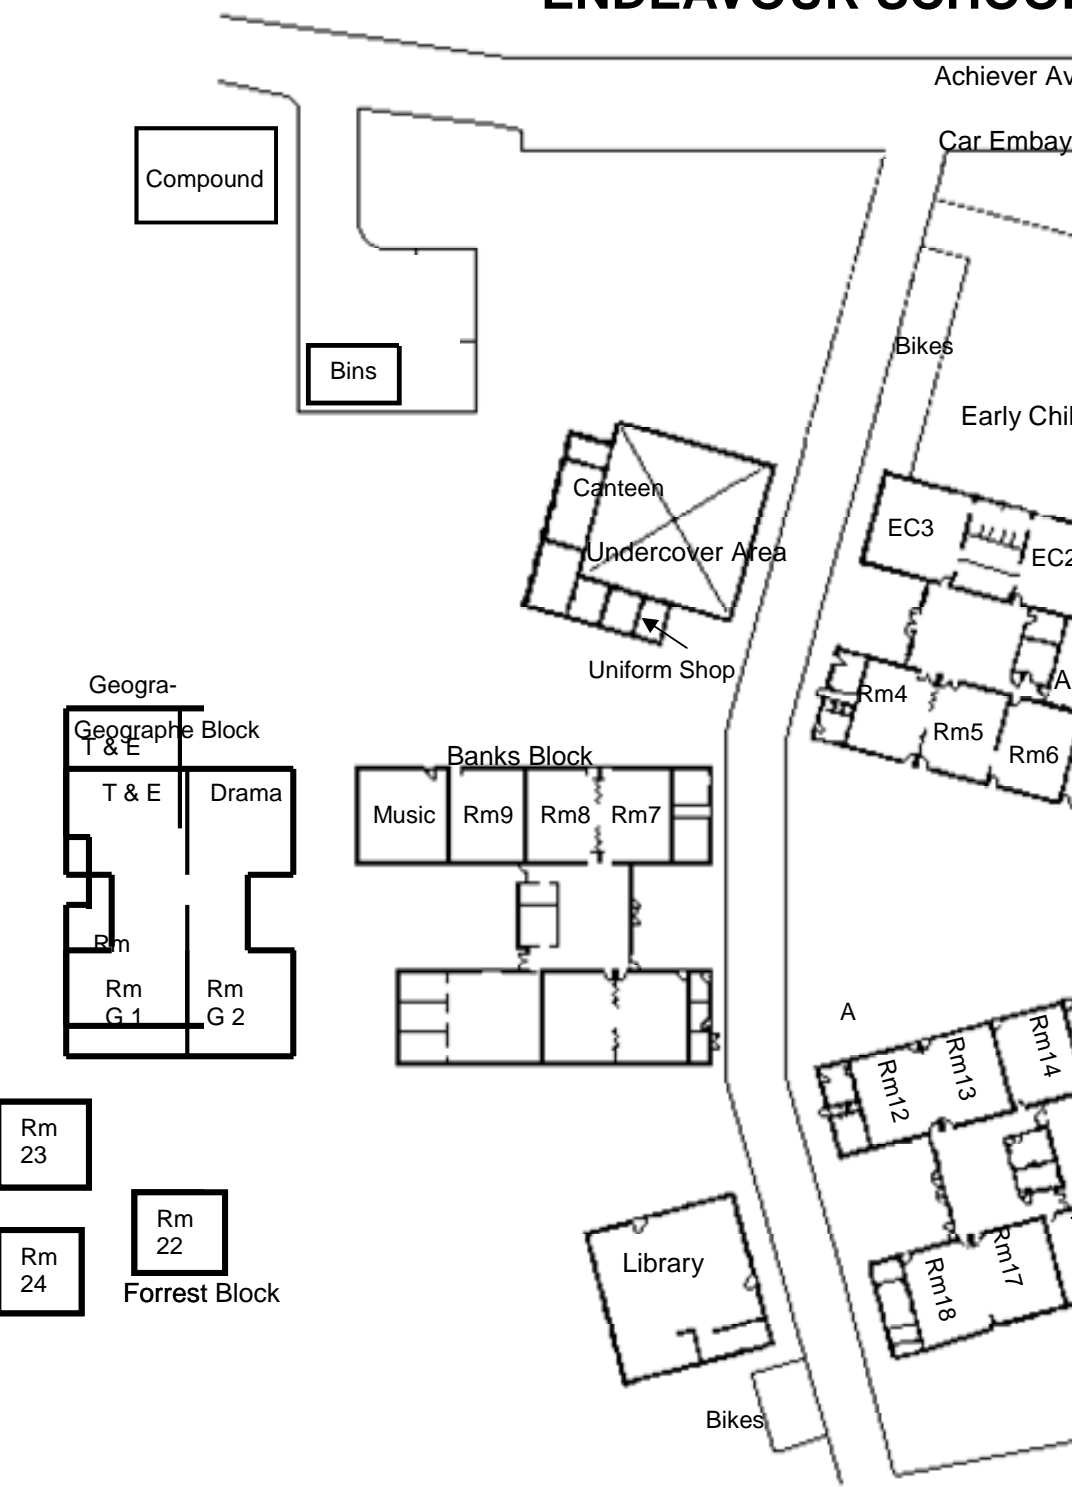 ENDEAVOUR SCHOOL
Achiever Av
Car Embay
Compound
Bikes
Bins
Early Chil
Canteen
EC3
Undercover Area
EC2
Uniform Shop
A
Geogra-
Rm4
Geographe Block
T & E
Rm5
Rm6
Banks Block
T & E
Drama
Music
Rm9
Rm8
Rm7
Rm
Rm
G 1
Rm
G 2
A
Rm12
Rm13
Rm14
Rm
23
Rm
22
Rm
24
Forrest Block
Library
Rm17
Rm18
Bikes